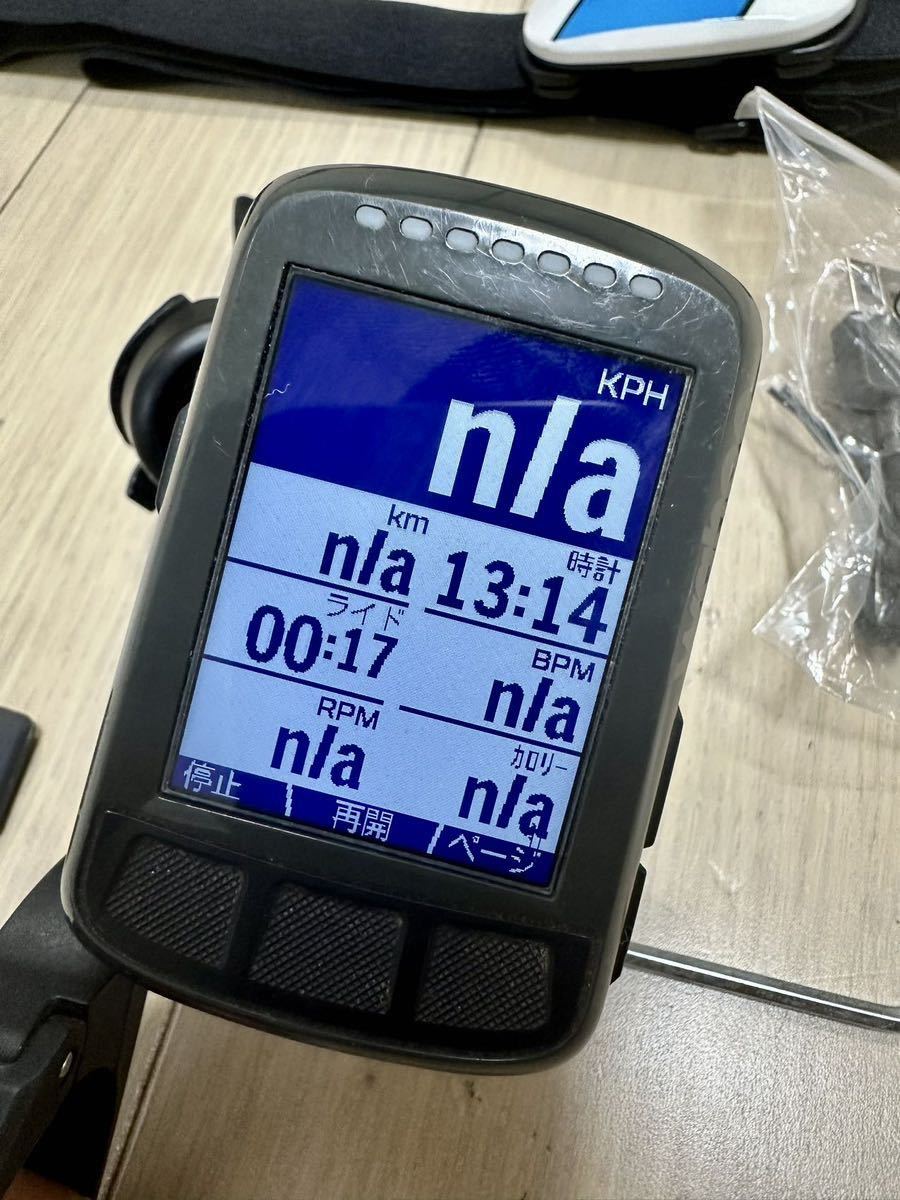 KPH
n/a
km
n/a
時計
13:14
ライド
00:17
BPM
n/a
RPM
n/a
カロリー
n/a
停止 再開 ページ